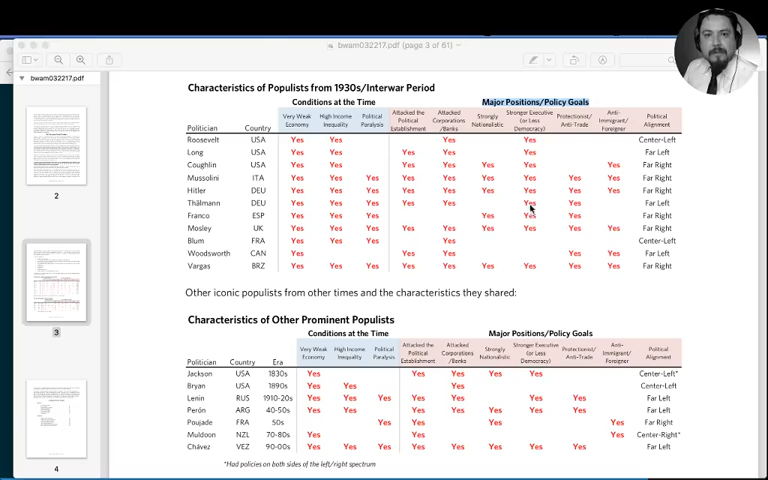 bwam032217.pdf (page 3 of 61)
bwam032217.pdf
2
3
4
Characteristics of Populists from 1930s/Interwar Period
Conditions at the Time Major Positions/Policy Goals
Politician Country Very Weak Economy High Income Inequality Political Paralysis Attacked the Political Establishment Attacked Corporations /Banks Strongly Nationalistic Stronger Executive (or Less Democracy) Protectionist/ Anti-Trade Anti- Immigrant/ Foreigner Political Alignment
Roosevelt USA Yes Yes Yes Yes Center-Left
Long USA Yes Yes Yes Yes Yes Far Left
Coughlin USA Yes Yes Yes Yes Yes Yes Yes Far Right
Mussolini ITA Yes Yes Yes Yes Yes Yes Yes Yes Yes Far Right
Hitler DEU Yes Yes Yes Yes Yes Yes Yes Yes Yes Far Right
Thälmann DEU Yes Yes Yes Yes Yes Yes Yes Far Left
Franco ESP Yes Yes Yes Yes Yes Yes Far Right
Mosley UK Yes Yes Yes Yes Yes Yes Yes Yes Yes Far Right
Blum FRA Yes Yes Yes Yes Center-Left
Woodsworth CAN Yes Yes Yes Yes Yes Far Left
Vargas BRZ Yes Yes Yes Yes Yes Yes Yes Yes Yes Far Right
Other iconic populists from other times and the characteristics they shared:
Characteristics of Other Prominent Populists
Conditions at the Time Major Positions/Policy Goals
Politician Country Era Very Weak Economy High Income Inequality Political Paralysis Attacked the Political Establishment Attacked Corporations /Banks Strongly Nationalistic Stronger Executive (or Less Democracy) Protectionist/ Anti-Trade Anti- Immigrant/ Foreigner Political Alignment
Jackson USA 1830s Yes Yes Yes Yes Yes Center-Left*
Bryan USA 1890s Yes Yes Yes Center-Left
Lenin RUS 1910-20s Yes Yes Yes Yes Yes Yes Yes Far Left
Perón ARG 40-50s Yes Yes Yes Yes Yes Yes Yes Far Left
Poujade FRA 50s Yes Yes Yes Yes Far Right
Muldoon NZL 70-80s Yes Yes Yes Center-Right*
Chávez VEZ 90-00s Yes Yes Yes Yes Yes Yes Yes Yes Far Left
*Had policies on both sides of the left/right spectrum